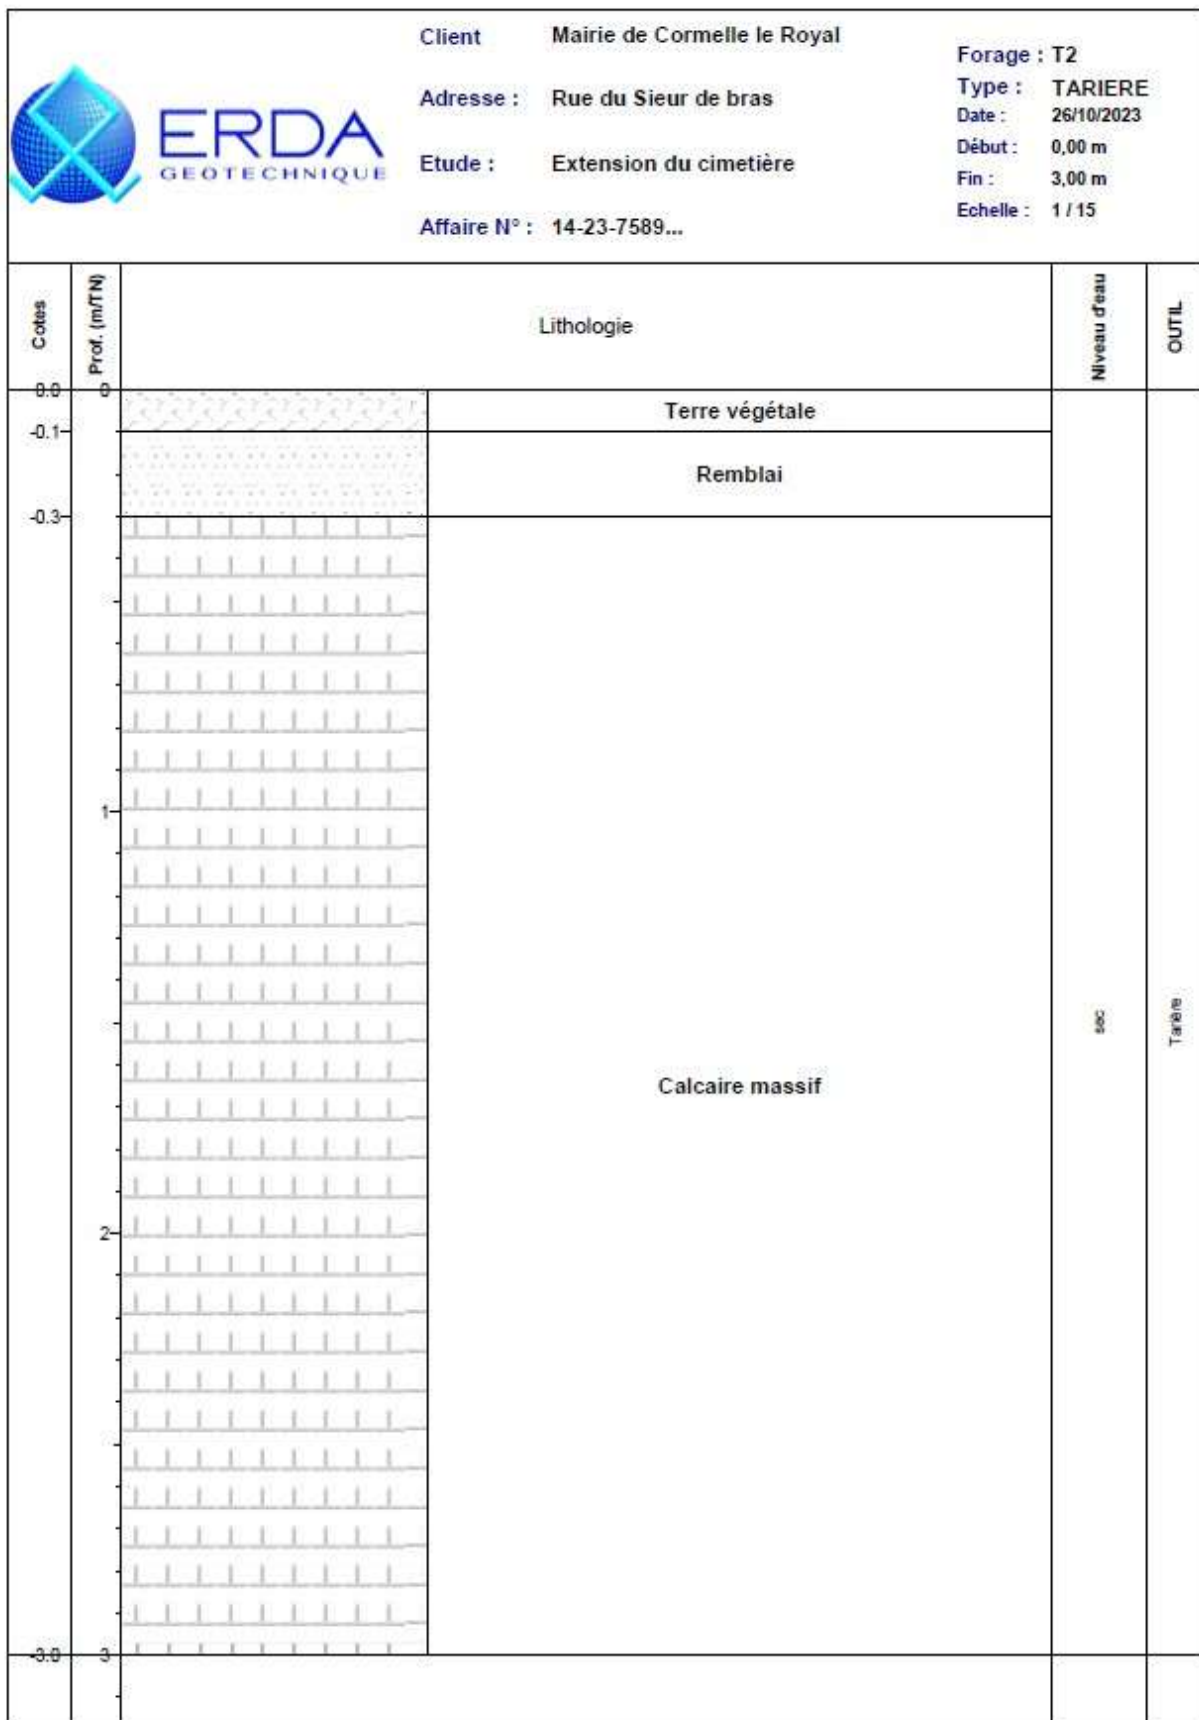 ERDA
GEOTECHNIQUE
Client Mairie de Cormelle le Royal
Adresse : Rue du Sieur de bras
Etude : Extension du cimetière
Affaire N° : 14-23-7589...
Forage : T2
Type : TARIERE
Date : 26/10/2023
Début : 0,00 m
Fin : 3,00 m
Echelle : 1 / 15
Cotes
Prof. (m/TN)
Lithologie
Niveau d'eau
OUTIL
0.0 0
Terre végétale
-0.1
Remblai
-0.3
1
sec
Tarière
Calcaire massif
2
-3.0 3